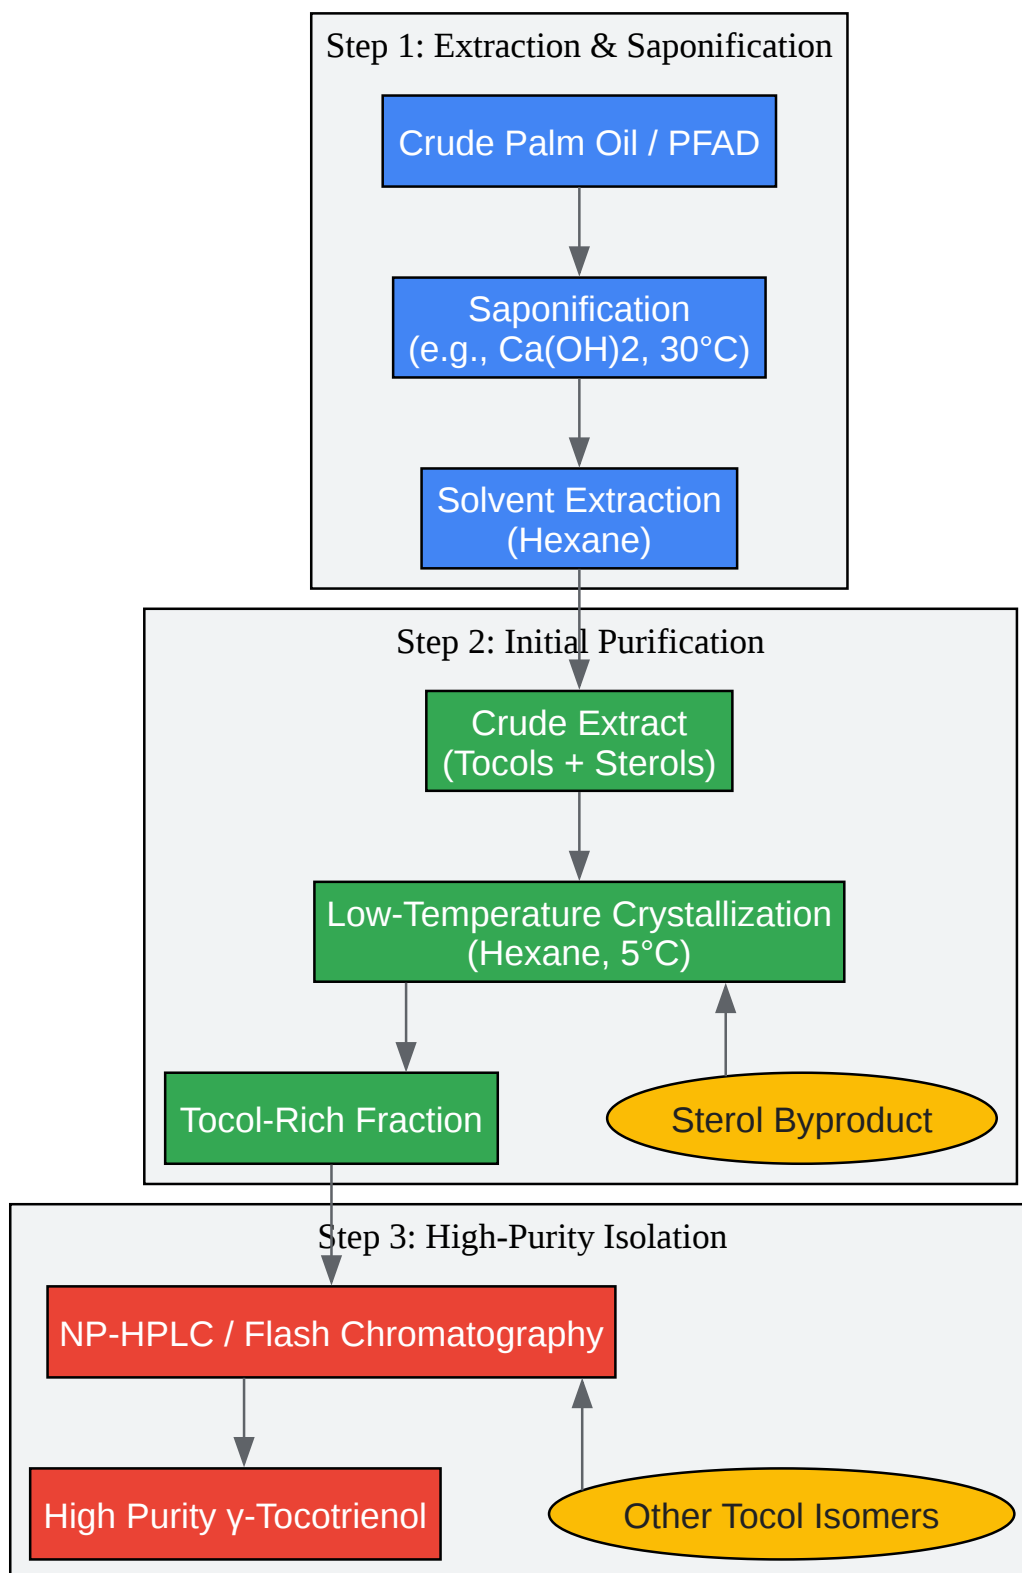 Step 1: Extraction & Saponification
Crude Palm Oil / PFAD
Saponification
(e.g., Ca(OH)2, 30°C)
Solvent Extraction
(Hexane)
Step 2: Initial Purification
Crude Extract
(Tocols + Sterols)
Low-Temperature Crystallization
(Hexane, 5°C)
Tocol-Rich Fraction
Sterol Byproduct
Step 3: High-Purity Isolation
NP-HPLC / Flash Chromatography
High Purity γ-Tocotrienol
Other Tocol Isomers